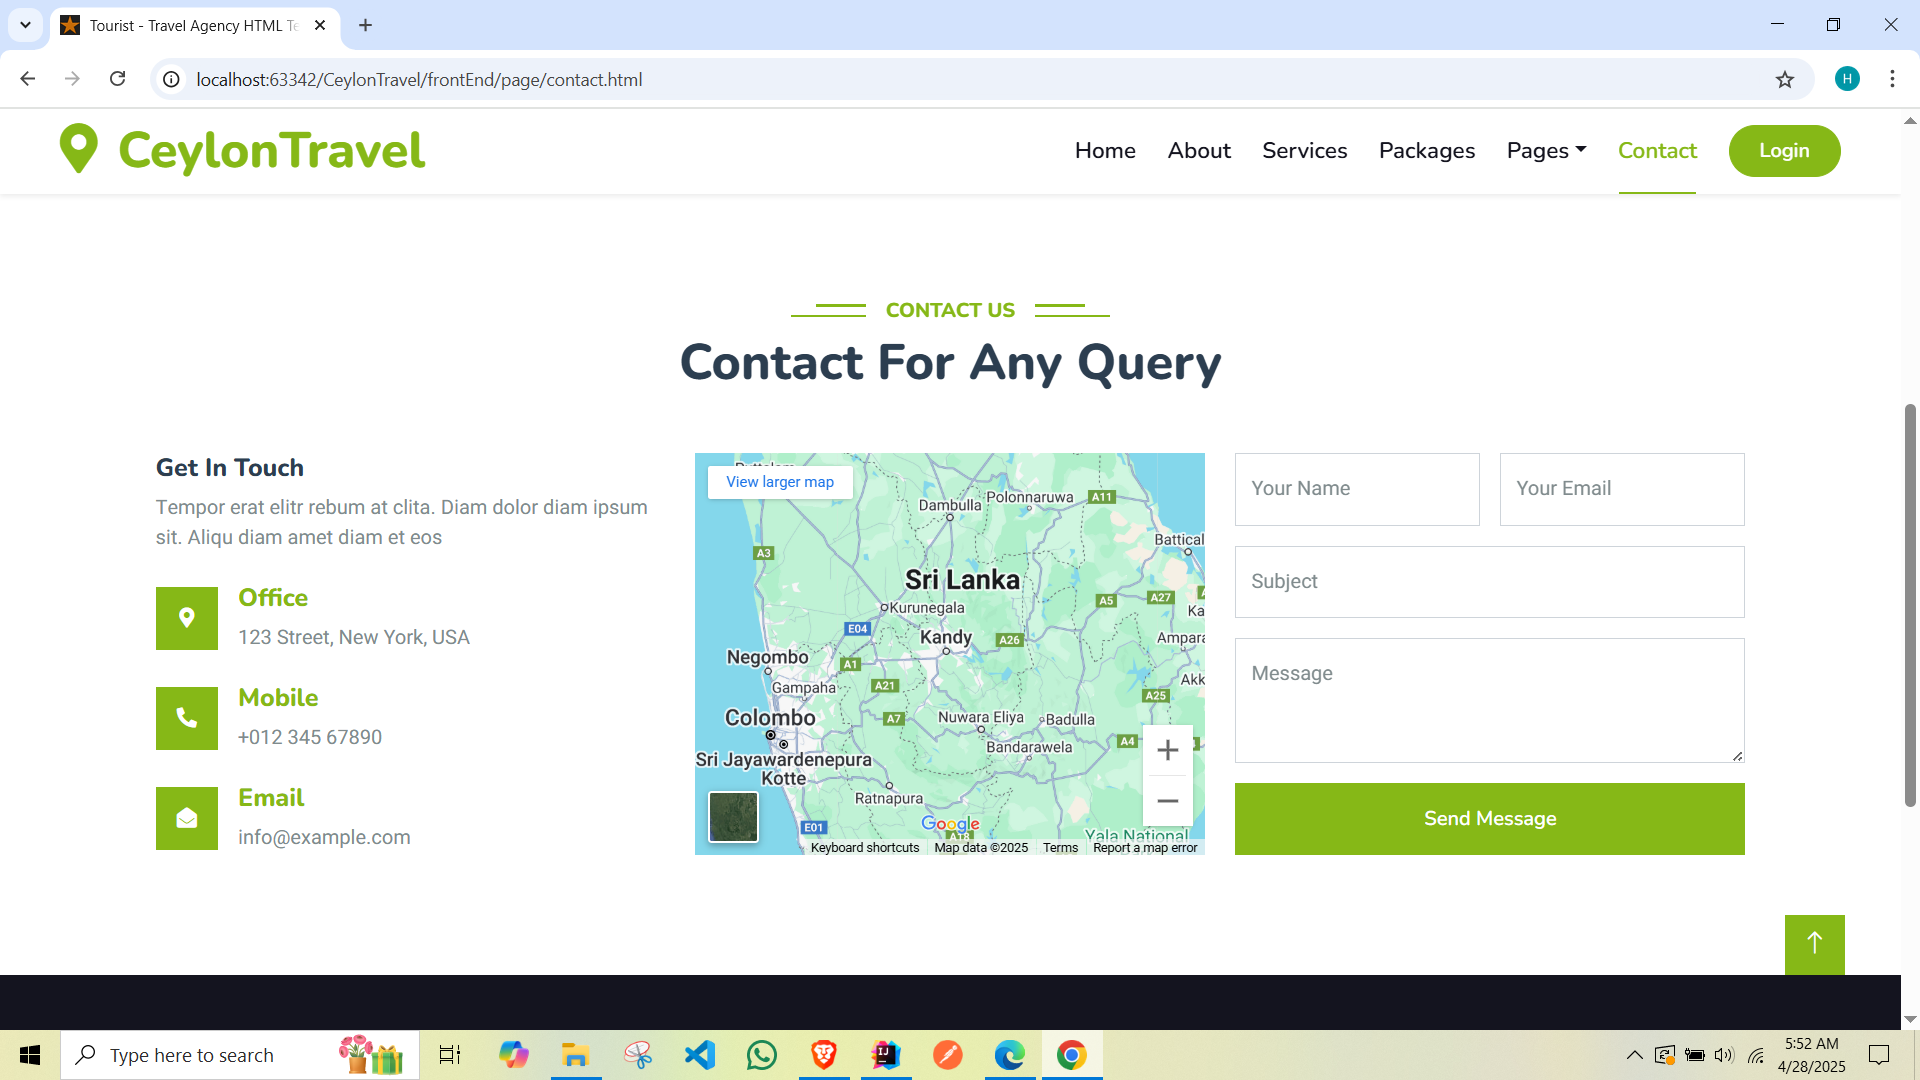 Tourist - Travel Agency HTML Te
localhost:63342/CeylonTravel/frontEnd/page/contact.html
H
CeylonTravel
Home
About
Services
Packages
Pages
Contact
Login
CONTACT US
Contact For Any Query
Get In Touch
Tempor erat elitr rebum at clita. Diam dolor diam ipsum
sit. Aliqu diam amet diam et eos
Office
123 Street, New York, USA
Mobile
+012 345 67890
Email
info@example.com
View larger map
Dambulla
Polonnaruwa
A11
A3
Battical
Sri Lanka
A5
A27
Kurunegala
Ka
E04
Kandy
A26
Ampara
Negombo
A1
Gampaha
A21
Akk
A25
Colombo
A7
Nuwara Eliya
Badulla
Bandarawela
A4
Sri Jayawardenepura
Kotte
Ratnapura
E01
Google
A18
Yala National
Keyboard shortcuts
Map data ©2025
Terms
Report a map error
Your Name
Your Email
Subject
Message
Send Message
Type here to search
5:52 AM
4/28/2025